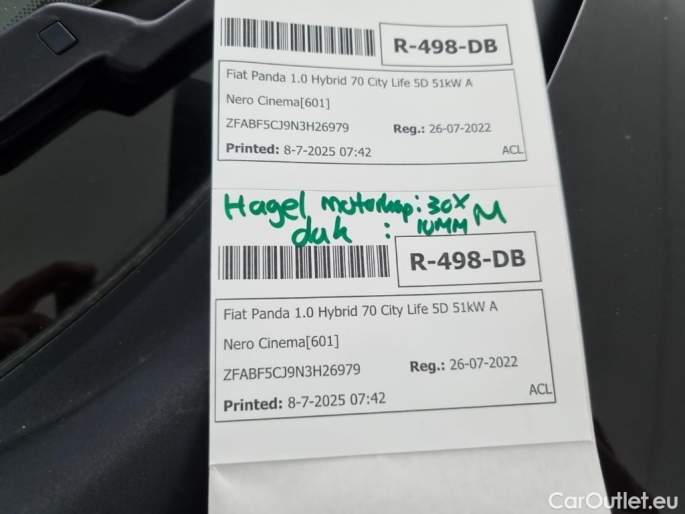 R-498-DB
Fiat Panda 1.0 Hybrid 70 City Life 5D 51kW A
Nero Cinema[601]
ZFABF5CJ9N3H26979 Reg.: 26-07-2022
Printed: 8-7-2025 07:42 ACL
Hagel motorkap: 30x M
dak : 10MM
R-498-DB
Fiat Panda 1.0 Hybrid 70 City Life 5D 51kW A
Nero Cinema[601]
ZFABF5CJ9N3H26979 Reg.: 26-07-2022
Printed: 8-7-2025 07:42 ACL
CarOutlet.eu